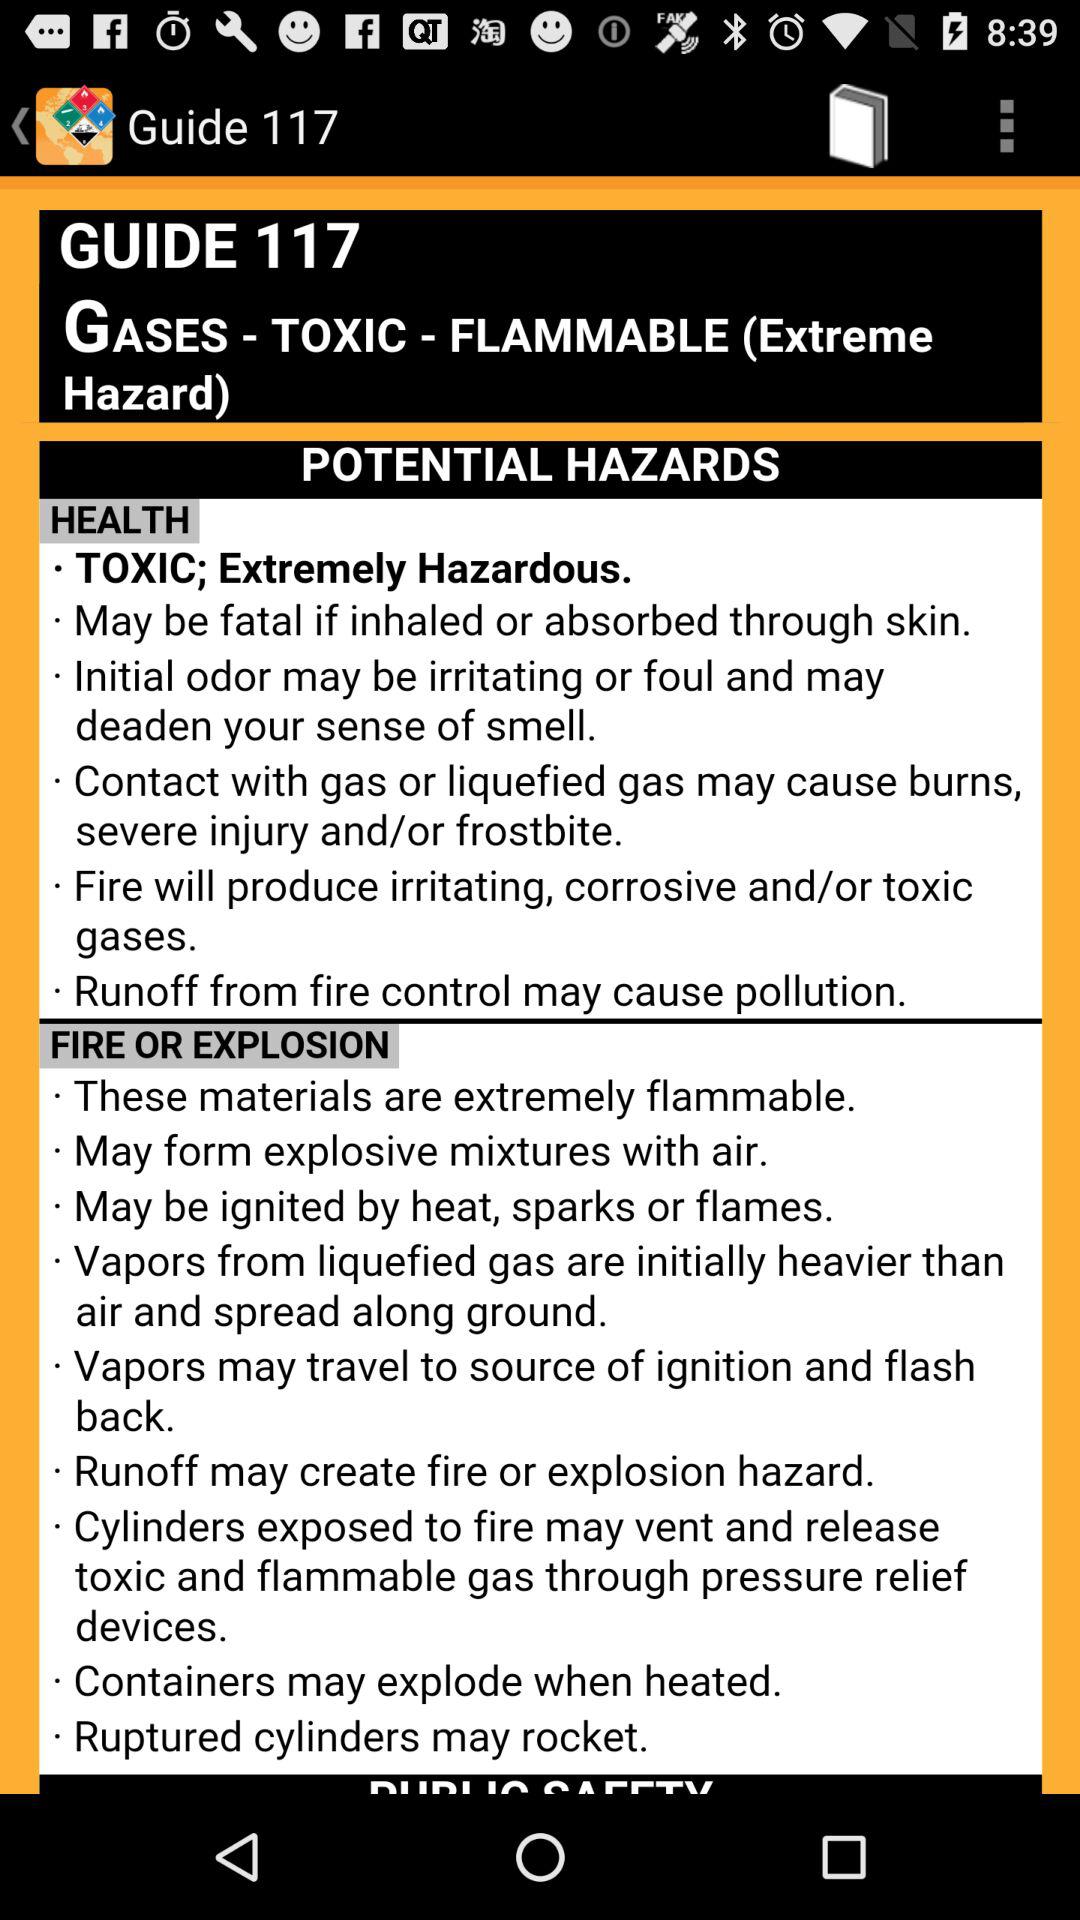 QT 淘 FAK 8:39
Guide 117
GUIDE 117
GASES - TOXIC - FLAMMABLE (Extreme
Hazard)
POTENTIAL HAZARDS
HEALTH
· TOXIC; Extremely Hazardous.
· May be fatal if inhaled or absorbed through skin.
· Initial odor may be irritating or foul and may
deaden your sense of smell.
· Contact with gas or liquefied gas may cause burns,
severe injury and/or frostbite.
· Fire will produce irritating, corrosive and/or toxic
gases.
· Runoff from fire control may cause pollution.
FIRE OR EXPLOSION
· These materials are extremely flammable.
· May form explosive mixtures with air.
· May be ignited by heat, sparks or flames.
· Vapors from liquefied gas are initially heavier than
air and spread along ground.
· Vapors may travel to source of ignition and flash
back.
· Runoff may create fire or explosion hazard.
· Cylinders exposed to fire may vent and release
toxic and flammable gas through pressure relief
devices.
· Containers may explode when heated.
· Ruptured cylinders may rocket.
PUBLIC SAFETY